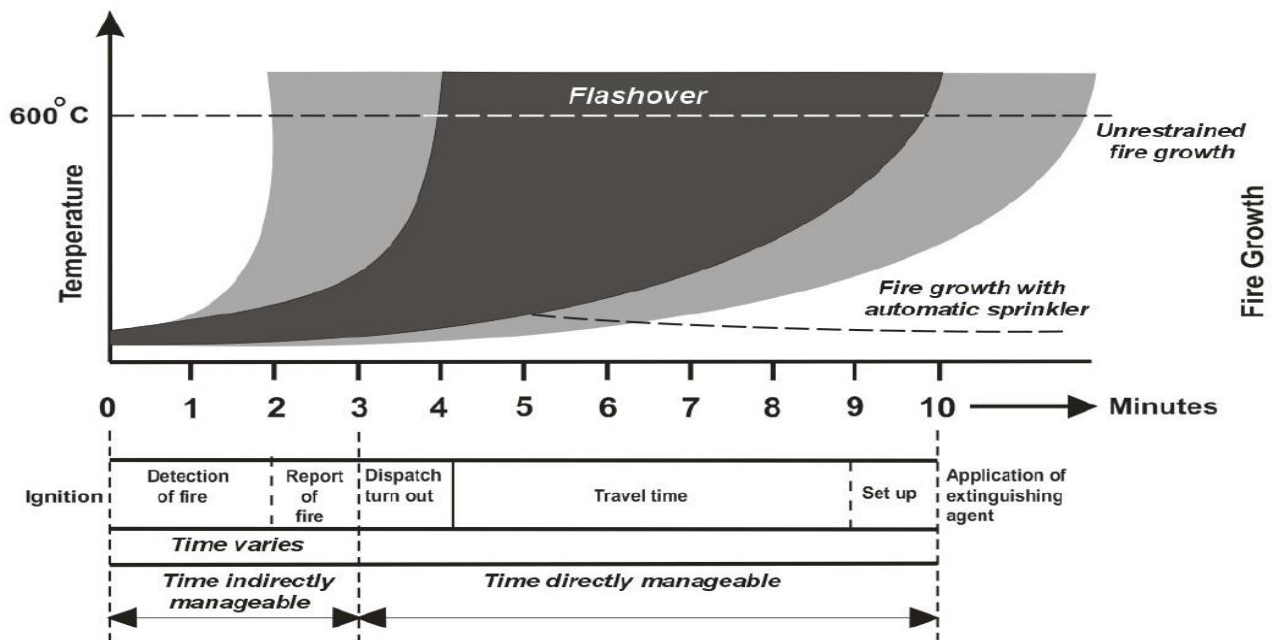 Flashover
600° C
Unrestrained
fire growth
Temperature
Fire Growth
Fire growth with
automatic sprinkler
0 1 2 3 4 5 6 7 8 9 10 Minutes
Ignition
Detection
of fire
Report
of
fire
Dispatch
turn out
Travel time
Set up
Application of
extinguishing
agent
Time varies
Time indirectly
manageable
Time directly manageable